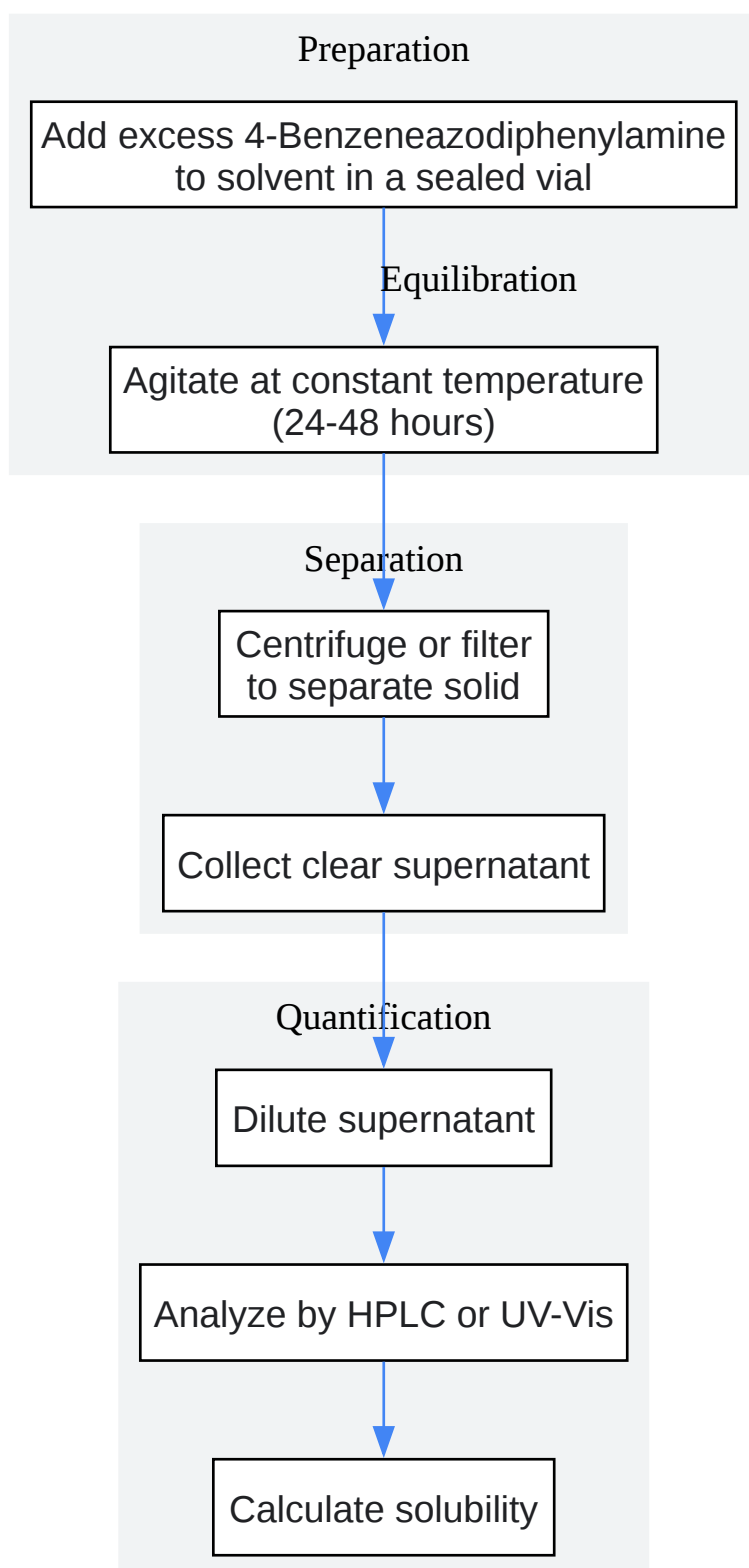 Preparation
Add excess 4-Benzeneazodiphenylamine
to solvent in a sealed vial
Equilibration
Agitate at constant temperature
(24-48 hours)
Separation
Centrifuge or filter
to separate solid
Collect clear supernatant
Quantification
Dilute supernatant
Analyze by HPLC or UV-Vis
Calculate solubility